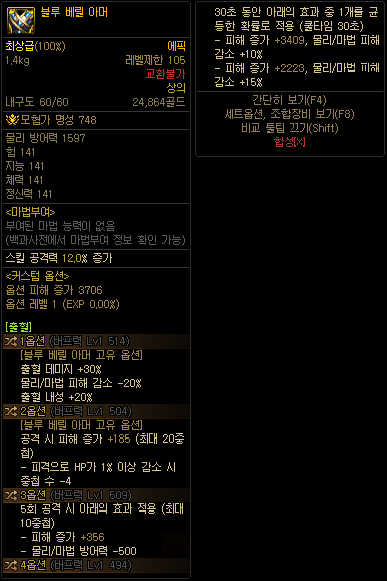 블루 베릴 아머
최상급(100%) 에픽
1.4kg 레벨제한 105
교환불가
상의
내구도 60/60 24,864골드
모험가 명성 748
물리 방어력 1597
힘 141
지능 141
체력 141
정신력 141
<마법부여>
부여된 마법 능력이 없음
(백과사전에서 마법부여 정보 확인 가능)
스킬 공격력 12.0% 증가
<커스텀 옵션>
옵션 피해 증가 3706
옵션 레벨 1 (EXP 0.00%)
[출혈]
1옵션 (버프력 Lv1 514)
[블루 베릴 아머 고유 옵션]
출혈 데미지 +30%
물리/마법 피해 감소 -20%
출혈 내성 +20%
2옵션 (버프력 Lv1 504)
[블루 베릴 아머 고유 옵션]
공격 시 피해 증가 +185 (최대 20중
첩)
- 피격으로 HP가 1% 이상 감소 시
중첩 수 -4
3옵션 (버프력 Lv1 509)
5회 공격 시 아래의 효과 적용 (최대
10중첩)
- 피해 증가 +356
- 물리/마법 방어력 -500
4옵션 (버프력 Lv1 494)
30초 동안 아래의 효과 중 1개를 균
등한 확률로 적용 (쿨타임 30초)
- 피해 증가 +3409, 물리/마법 피해
감소 +10%
- 피해 증가 +2223, 물리/마법 피해
감소 +15%
간단히 보기(F4)
세트옵션, 조합장비 보기(F8)
비교 툴팁 끄기(Shift)
합성[X]